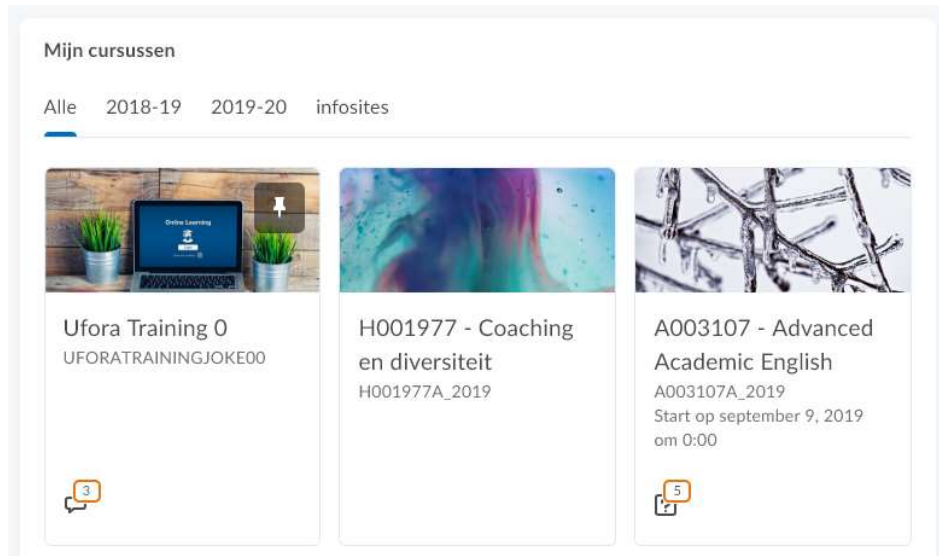 Mijn cursussen
Alle 2018-19 2019-20 infosites
Online Learning
Ufora Training 0
UFORATRAININGJOKE00
3
H001977 - Coaching
en diversiteit
H001977A_2019
A003107 - Advanced
Academic English
A003107A_2019
Start op september 9, 2019
om 0:00
5